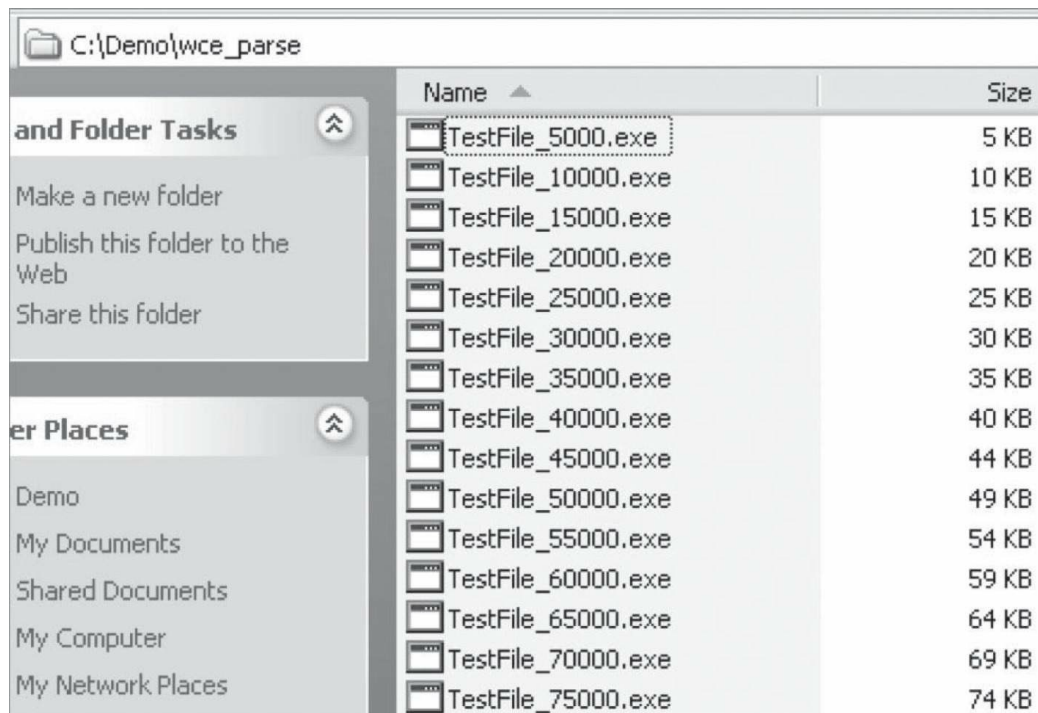 C:\Demo\wce_parse
and Folder Tasks
Make a new folder
Publish this folder to the
Web
Share this folder
er Places
Demo
My Documents
Shared Documents
My Computer
My Network Places
Name Size
TestFile_5000.exe 5 KB
TestFile_10000.exe 10 KB
TestFile_15000.exe 15 KB
TestFile_20000.exe 20 KB
TestFile_25000.exe 25 KB
TestFile_30000.exe 30 KB
TestFile_35000.exe 35 KB
TestFile_40000.exe 40 KB
TestFile_45000.exe 44 KB
TestFile_50000.exe 49 KB
TestFile_55000.exe 54 KB
TestFile_60000.exe 59 KB
TestFile_65000.exe 64 KB
TestFile_70000.exe 69 KB
TestFile_75000.exe 74 KB